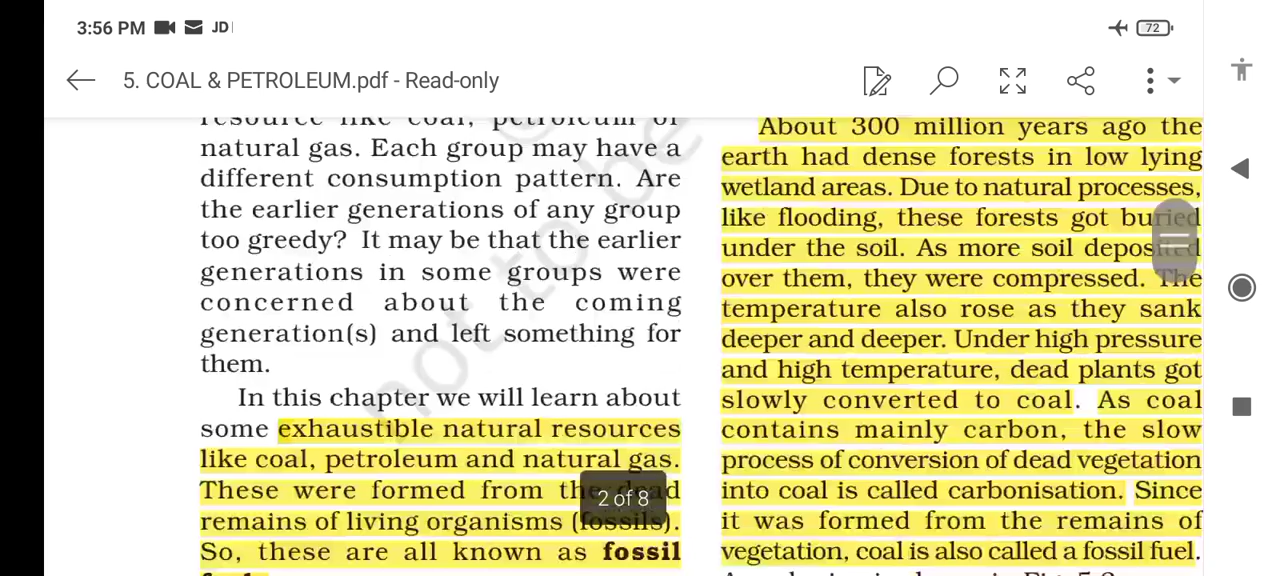 3:56 PM JD
72
5. COAL & PETROLEUM.pdf - Read-only
resource like coal, petroleum or
natural gas. Each group may have a
different consumption pattern. Are
the earlier generations of any group
too greedy? It may be that the earlier
generations in some groups were
concerned about the coming
generation(s) and left something for
them.
In this chapter we will learn about
some exhaustible natural resources
like coal, petroleum and natural gas.
These were formed from the dead
remains of living organisms (fossils).
So, these are all known as fossil
2 of 8
About 300 million years ago the
earth had dense forests in low lying
wetland areas. Due to natural processes,
like flooding, these forests got buried
under the soil. As more soil deposited
over them, they were compressed. The
temperature also rose as they sank
deeper and deeper. Under high pressure
and high temperature, dead plants got
slowly converted to coal. As coal
contains mainly carbon, the slow
process of conversion of dead vegetation
into coal is called carbonisation. Since
it was formed from the remains of
vegetation, coal is also called a fossil fuel.
not to be